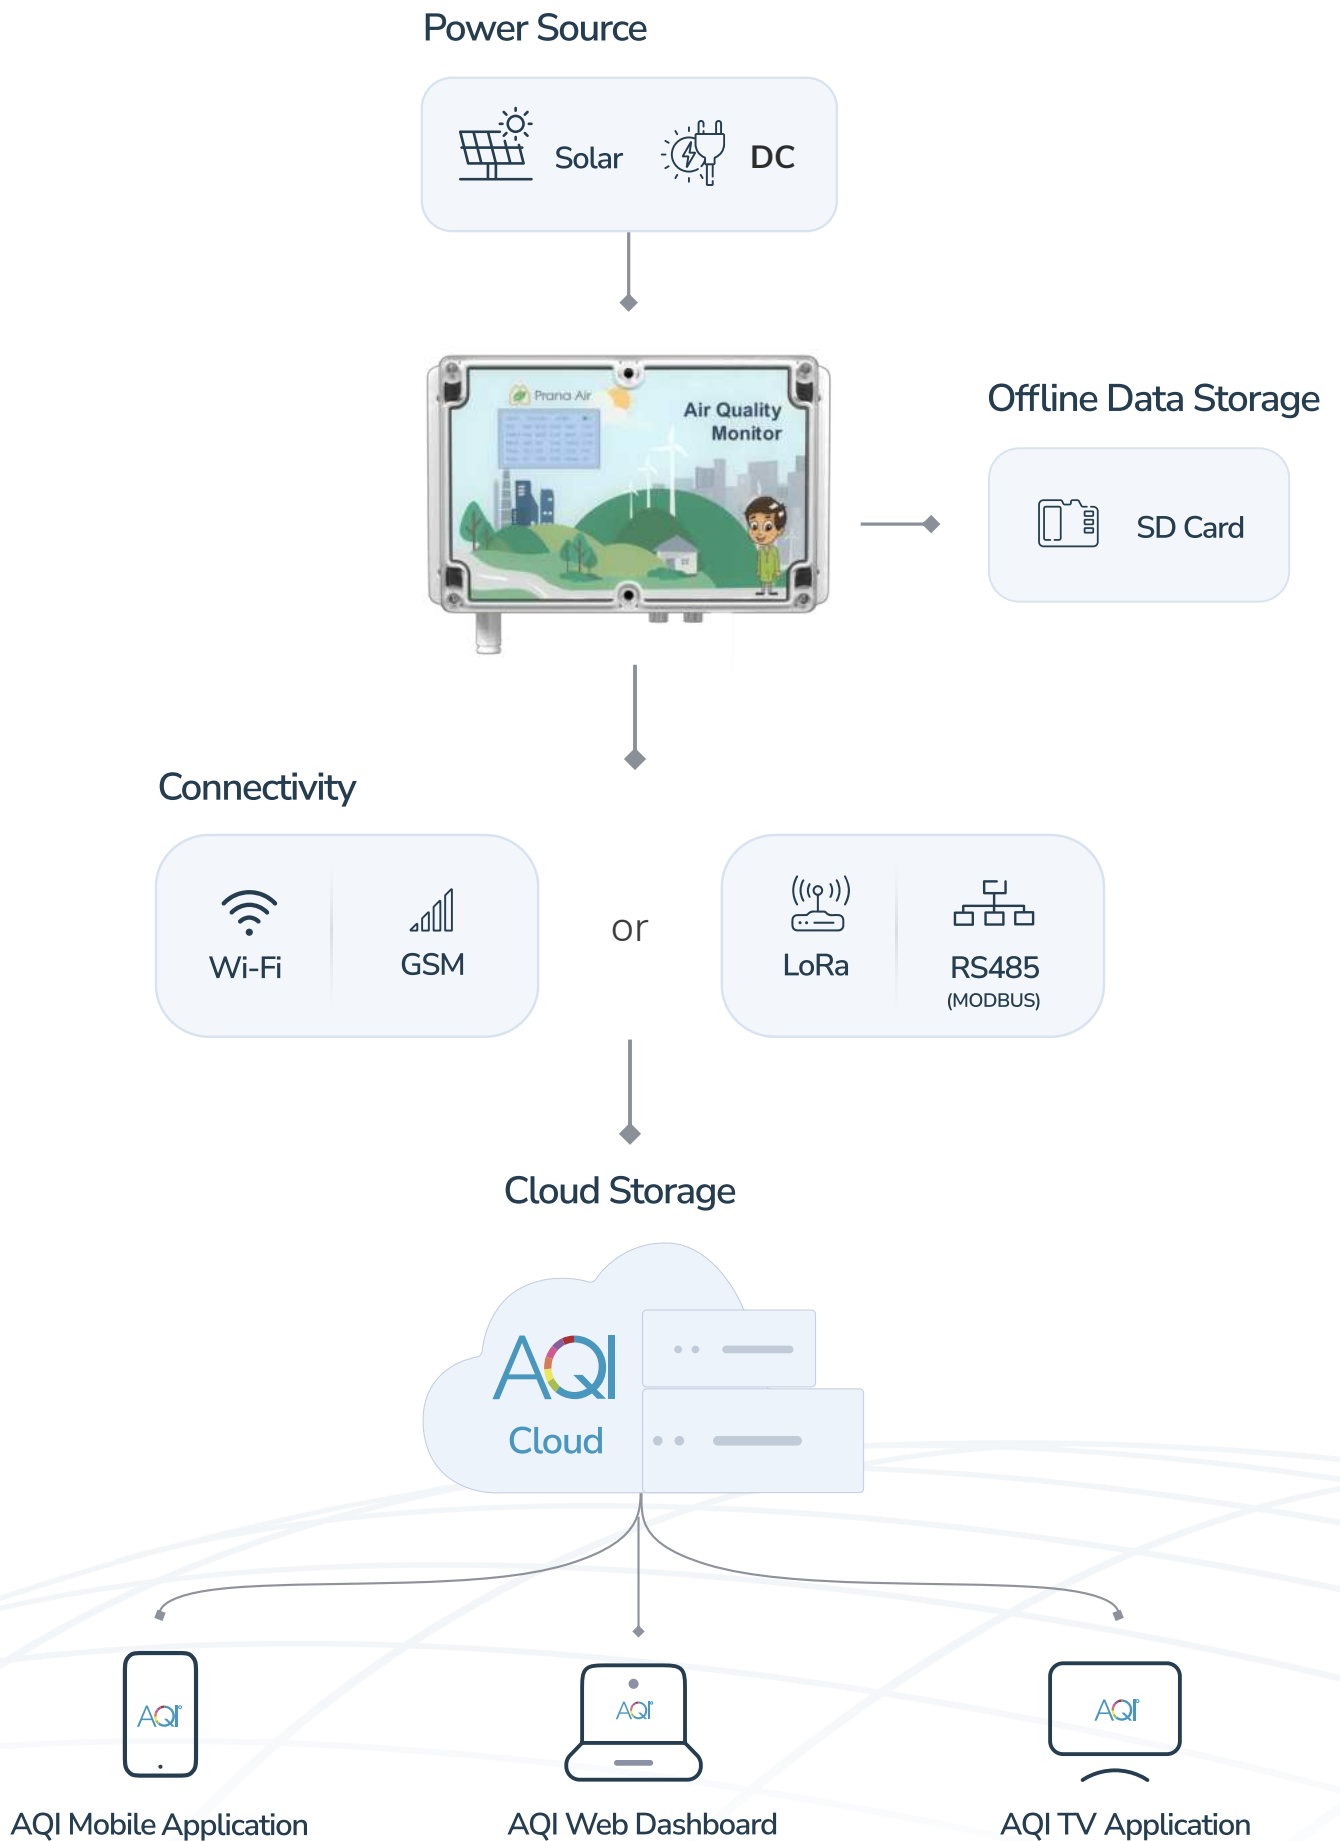 Power Source
Solar
DC
Prana Air
Air Quality
Monitor
Offline Data Storage
SD Card
Connectivity
Wi-Fi
GSM
or
LoRa
RS485
(MODBUS)
Cloud Storage
AQI
Cloud
AQI
AQI
AQI
AQI Mobile Application
AQI Web Dashboard
AQI TV Application